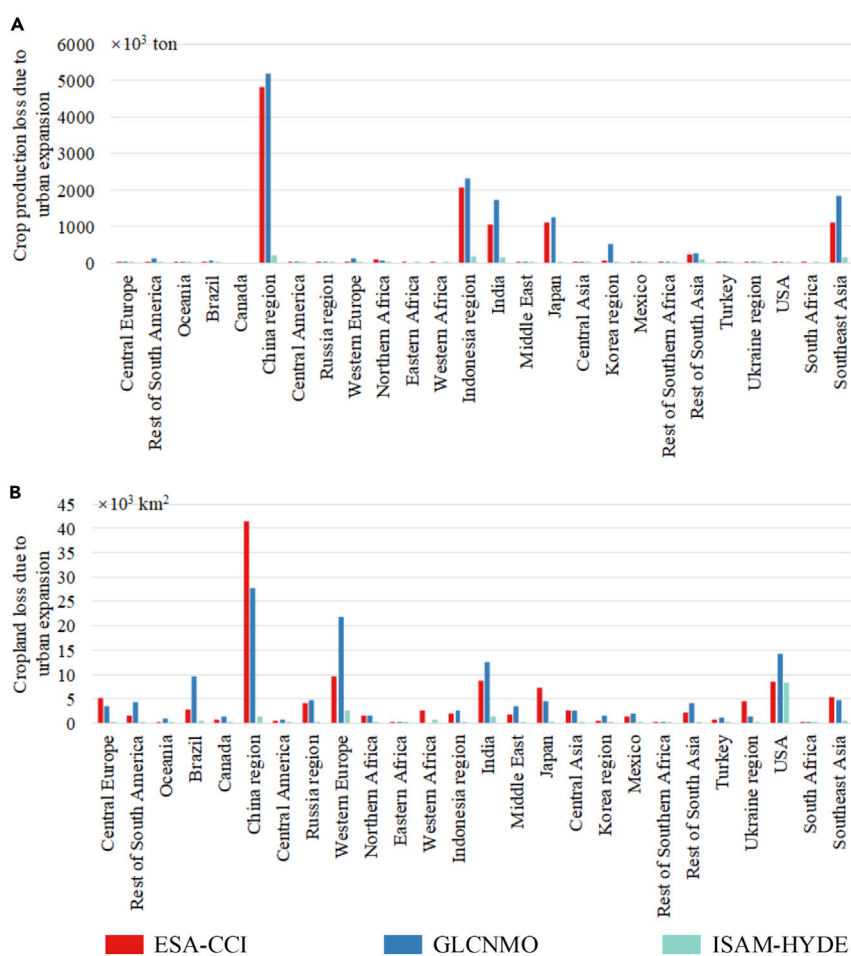 A
×10³ ton
Crop production loss due to
urban expansion
6000
5000
4000
3000
2000
1000
0
Central Europe
Rest of South America
Oceania
Brazil
Canada
China region
Central America
Russia region
Western Europe
Northern Africa
Eastern Africa
Western Africa
Indonesia region
India
Middle East
Japan
Central Asia
Korea region
Mexico
Rest of Southern Africa
Rest of South Asia
Turkey
Ukraine region
USA
South Africa
Southeast Asia
B
×10³ km²
Cropland loss due to
urban expansion
45
40
35
30
25
20
15
10
5
0
Central Europe
Rest of South America
Oceania
Brazil
Canada
China region
Central America
Russia region
Western Europe
Northern Africa
Eastern Africa
Western Africa
Indonesia region
India
Middle East
Japan
Central Asia
Korea region
Mexico
Rest of Southern Africa
Rest of South Asia
Turkey
Ukraine region
USA
South Africa
Southeast Asia
ESA-CCI
GLCNMO
ISAM-HYDE